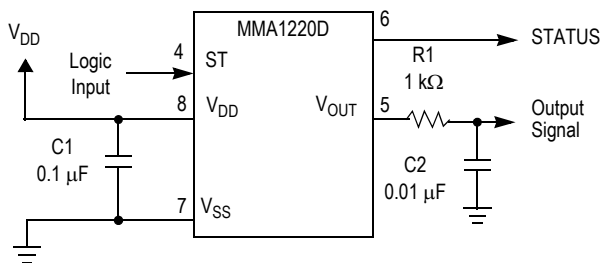 MMA1220D
V_DD
Logic
Input
4
ST
6
STATUS
R1
1 kΩ
8
V_DD
V_OUT
5
Output
Signal
C1
0.1 μF
C2
0.01 μF
7
V_SS